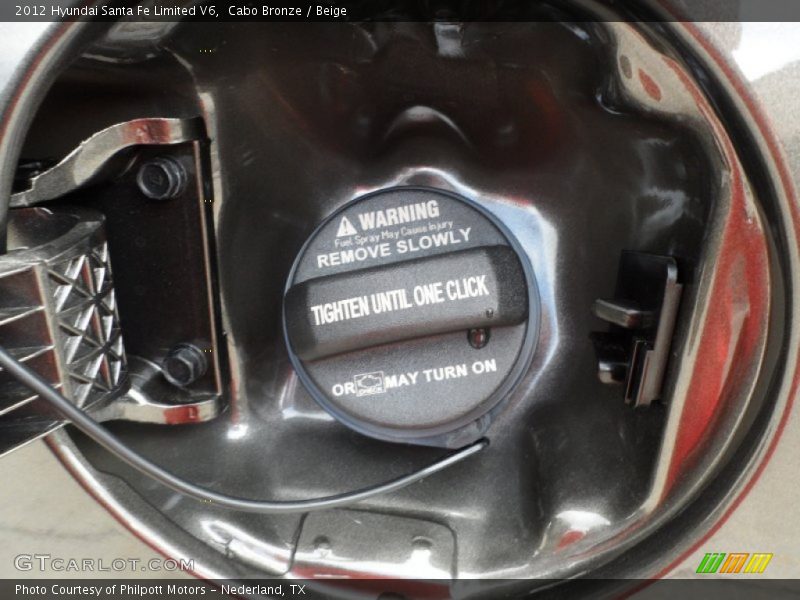 2012 Hyundai Santa Fe Limited V6,  Cabo Bronze / Beige
WARNING
Fuel Spray May Cause Injury
REMOVE SLOWLY
TIGHTEN UNTIL ONE CLICK
OR CHECK MAY TURN ON
GTCARLOT.COM
Photo Courtesy of Philpott Motors - Nederland, TX